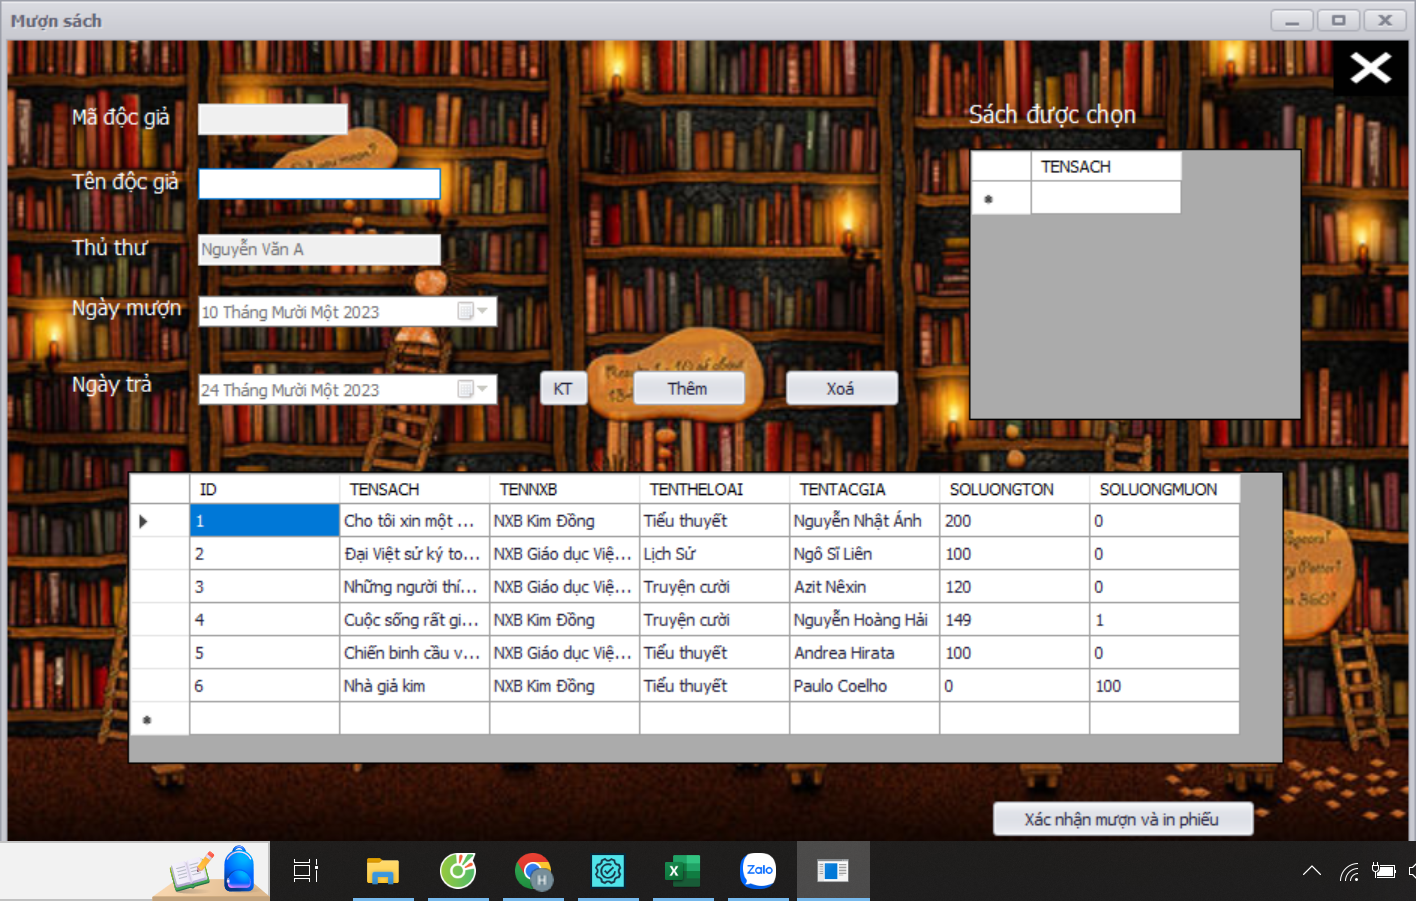 Mượn sách
Mã độc giả
Sách được chọn
TENSACH
Tên độc giả
Thủ thư
Nguyễn Văn A
Ngày mượn
10 Tháng Mười Một 2023
Ngày trả
24 Tháng Mười Một 2023
KT
Thêm
Xoá
ID TENSACH TENNXB TENTHELOAI TENTACGIA SOLUONGTON SOLUONGMUON
1 Cho tôi xin một ... NXB Kim Đồng Tiểu thuyết Nguyễn Nhật Ánh 200 0
2 Đại Việt sử ký to... NXB Giáo dục Việ... Lịch Sử Ngô Sĩ Liên 100 0
3 Những người thí... NXB Giáo dục Việ... Truyện cười Azit Nêxin 120 0
4 Cuộc sống rất gi... NXB Kim Đồng Truyện cười Nguyễn Hoàng Hải 149 1
5 Chiến binh cầu v... NXB Giáo dục Việ... Tiểu thuyết Andrea Hirata 100 0
6 Nhà giả kim NXB Kim Đồng Tiểu thuyết Paulo Coelho 0 100
Xác nhận mượn và in phiếu
H
X
Zalo